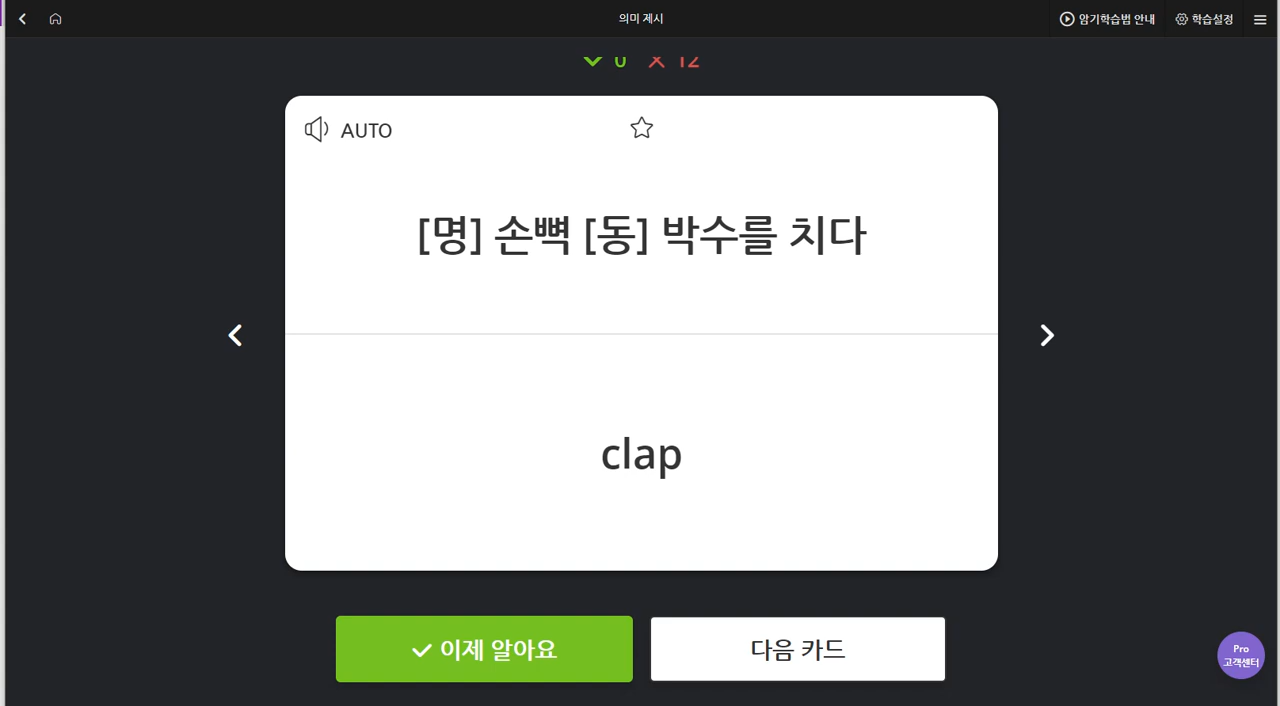 의미 제시
암기학습법 안내
학습설정
AUTO
[명] 손뼉 [동] 박수를 치다
clap
이제 알아요
다음 카드
Pro
고객센터